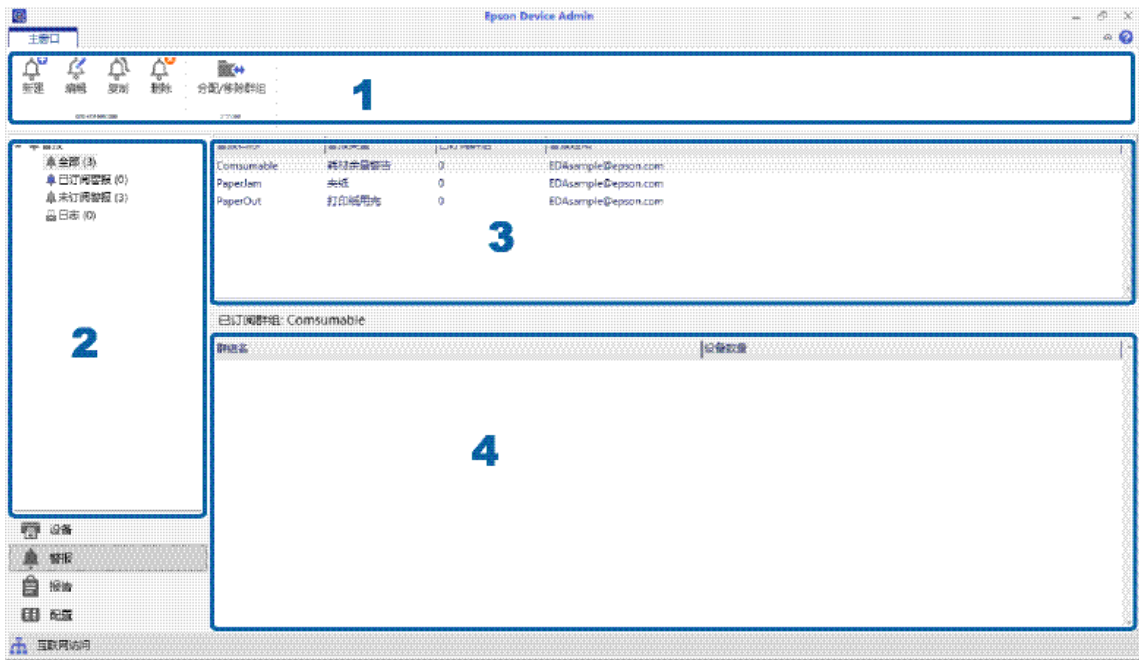 Epson Device Admin
主窗口
新建 编辑 复制 删除 分配/移除群组
1
全部 (3)
已订阅警报 (0)
未订阅警报 (3)
日志 (0)
2
Comsumable 耗材余量警告 0 EDAsample@epson.com
PaperJam 夹纸 0 EDAsample@epson.com
PaperOut 打印纸用完 0 EDAsample@epson.com
3
已订阅群组: Comsumable
群组名 设备数量
4
设备
警报
报告
配置
互联网访问